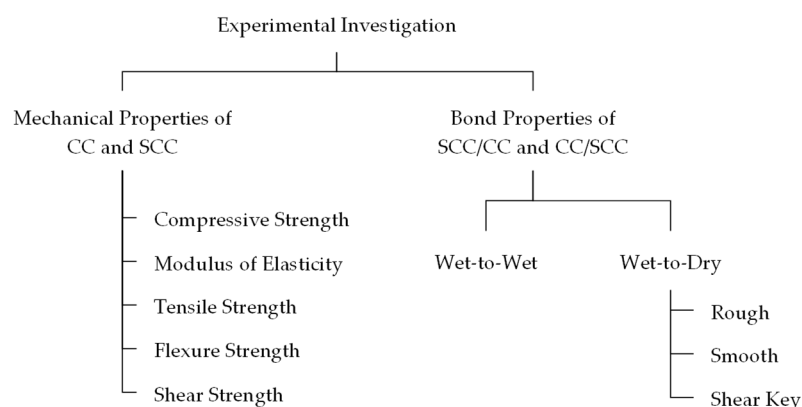 Experimental Investigation
Mechanical Properties of
CC and SCC
Compressive Strength
Modulus of Elasticity
Tensile Strength
Flexure Strength
Shear Strength
Bond Properties of
SCC/CC and CC/SCC
Wet-to-Wet
Wet-to-Dry
Rough
Smooth
Shear Key